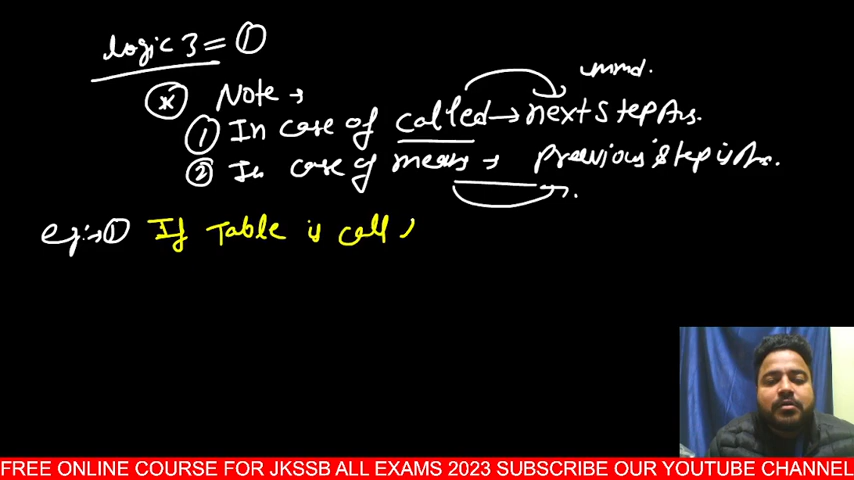 logic 3 = ①
ⓧ Note → immd.
① In case of called → next step Ans.
② In case of means → previous step is Ans.
eg:→① If Table is call
FREE ONLINE COURSE FOR JKSSB ALL EXAMS 2023 SUBSCRIBE OUR YOUTUBE CHANNEL